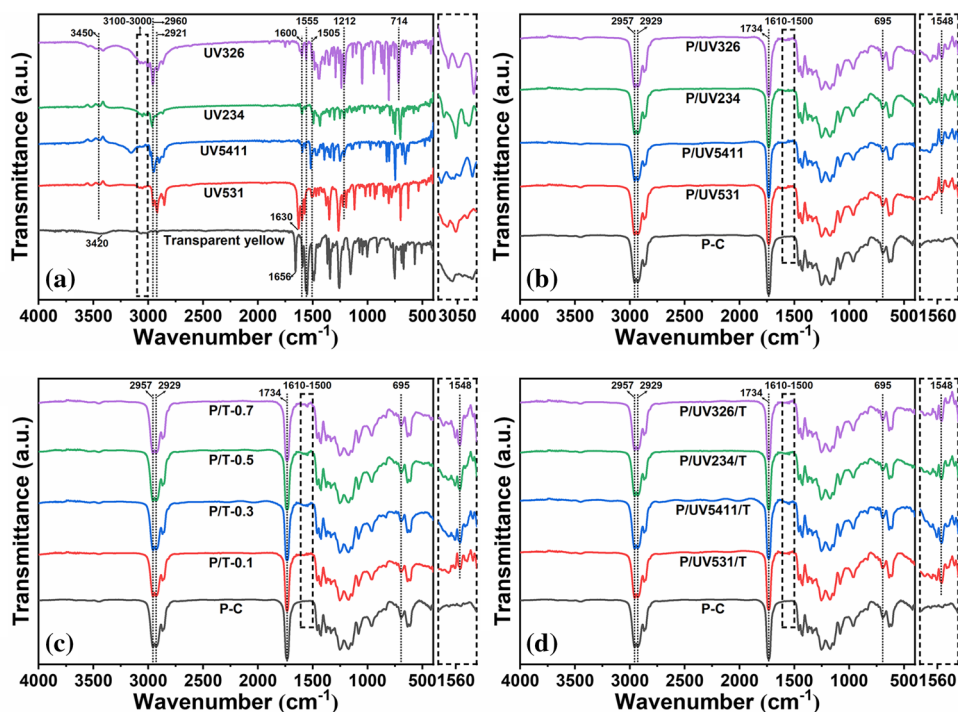 3100-3000 2960 1555 1212 714
3450 2921 1600 1505
UV326
UV234
UV5411
UV531
1630
3420 Transparent yellow
1656
(a)
Transmittance (a.u.)
4000 3500 3000 2500 2000 1500 1000 500 3050
Wavenumber (cm-1)
2957 2929 1610-1500 695 1548
1734
P/UV326
P/UV234
P/UV5411
P/UV531
P-C
(b)
Transmittance (a.u.)
4000 3500 3000 2500 2000 1500 1000 500 1560
Wavenumber (cm-1)
2957 2929 1610-1500 695 1548
1734
P/T-0.7
P/T-0.5
P/T-0.3
P/T-0.1
P-C
(c)
Transmittance (a.u.)
4000 3500 3000 2500 2000 1500 1000 500 1560
Wavenumber (cm-1)
2957 2929 1610-1500 695 1548
1734
P/UV326/T
P/UV234/T
P/UV5411/T
P/UV531/T
P-C
(d)
Transmittance (a.u.)
4000 3500 3000 2500 2000 1500 1000 500 1560
Wavenumber (cm-1)